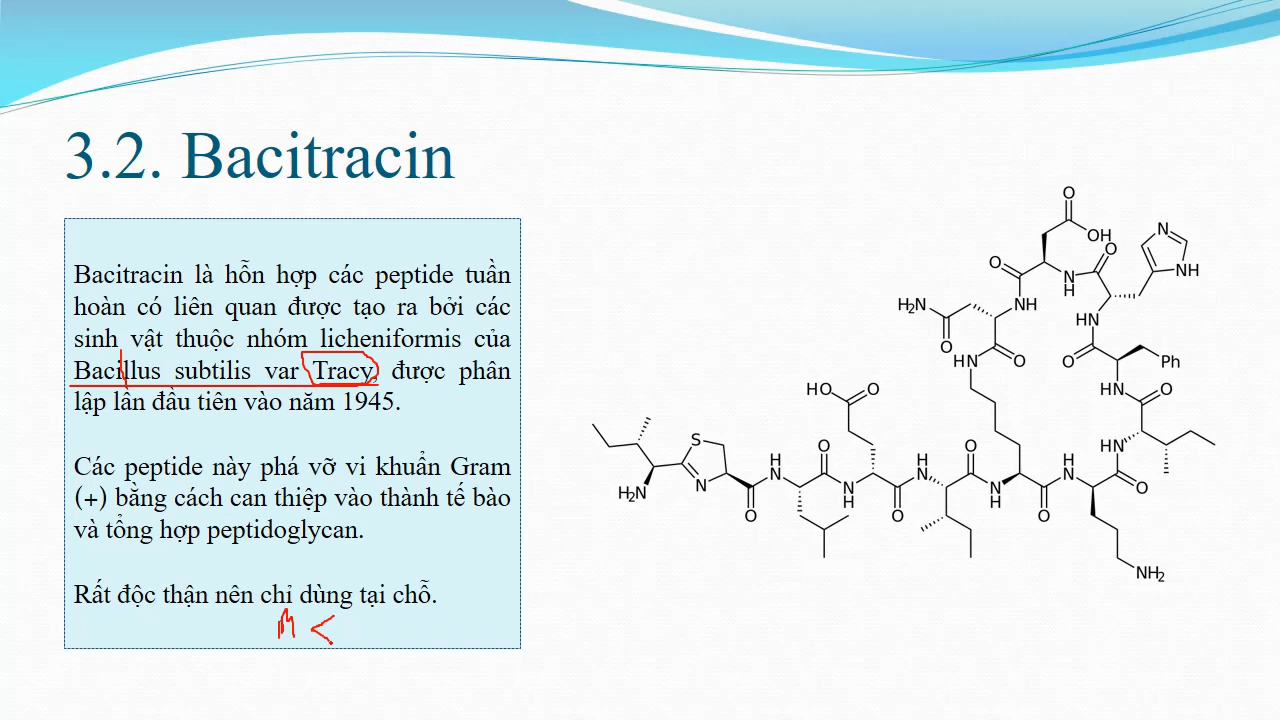 3.2. Bacitracin
Bacitracin là hỗn hợp các peptide tuần
hoàn có liên quan được tạo ra bởi các
sinh vật thuộc nhóm licheniformis của
Bacillus subtilis var Tracy, được phân
lập lần đầu tiên vào năm 1945.
Các peptide này phá vỡ vi khuẩn Gram
(+) bằng cách can thiệp vào thành tế bào
và tổng hợp peptidoglycan.
Rất độc thận nên chỉ dùng tại chỗ.
O
OH
O
N
O
N
H
NH
H₂N
NH
HN
O
O
O
Ph
HN
HN
O
HO
O
HN
S
O
O
H
N
H
N
H
N
O
N
H₂N
N
H
N
H
O
O
O
NH₂